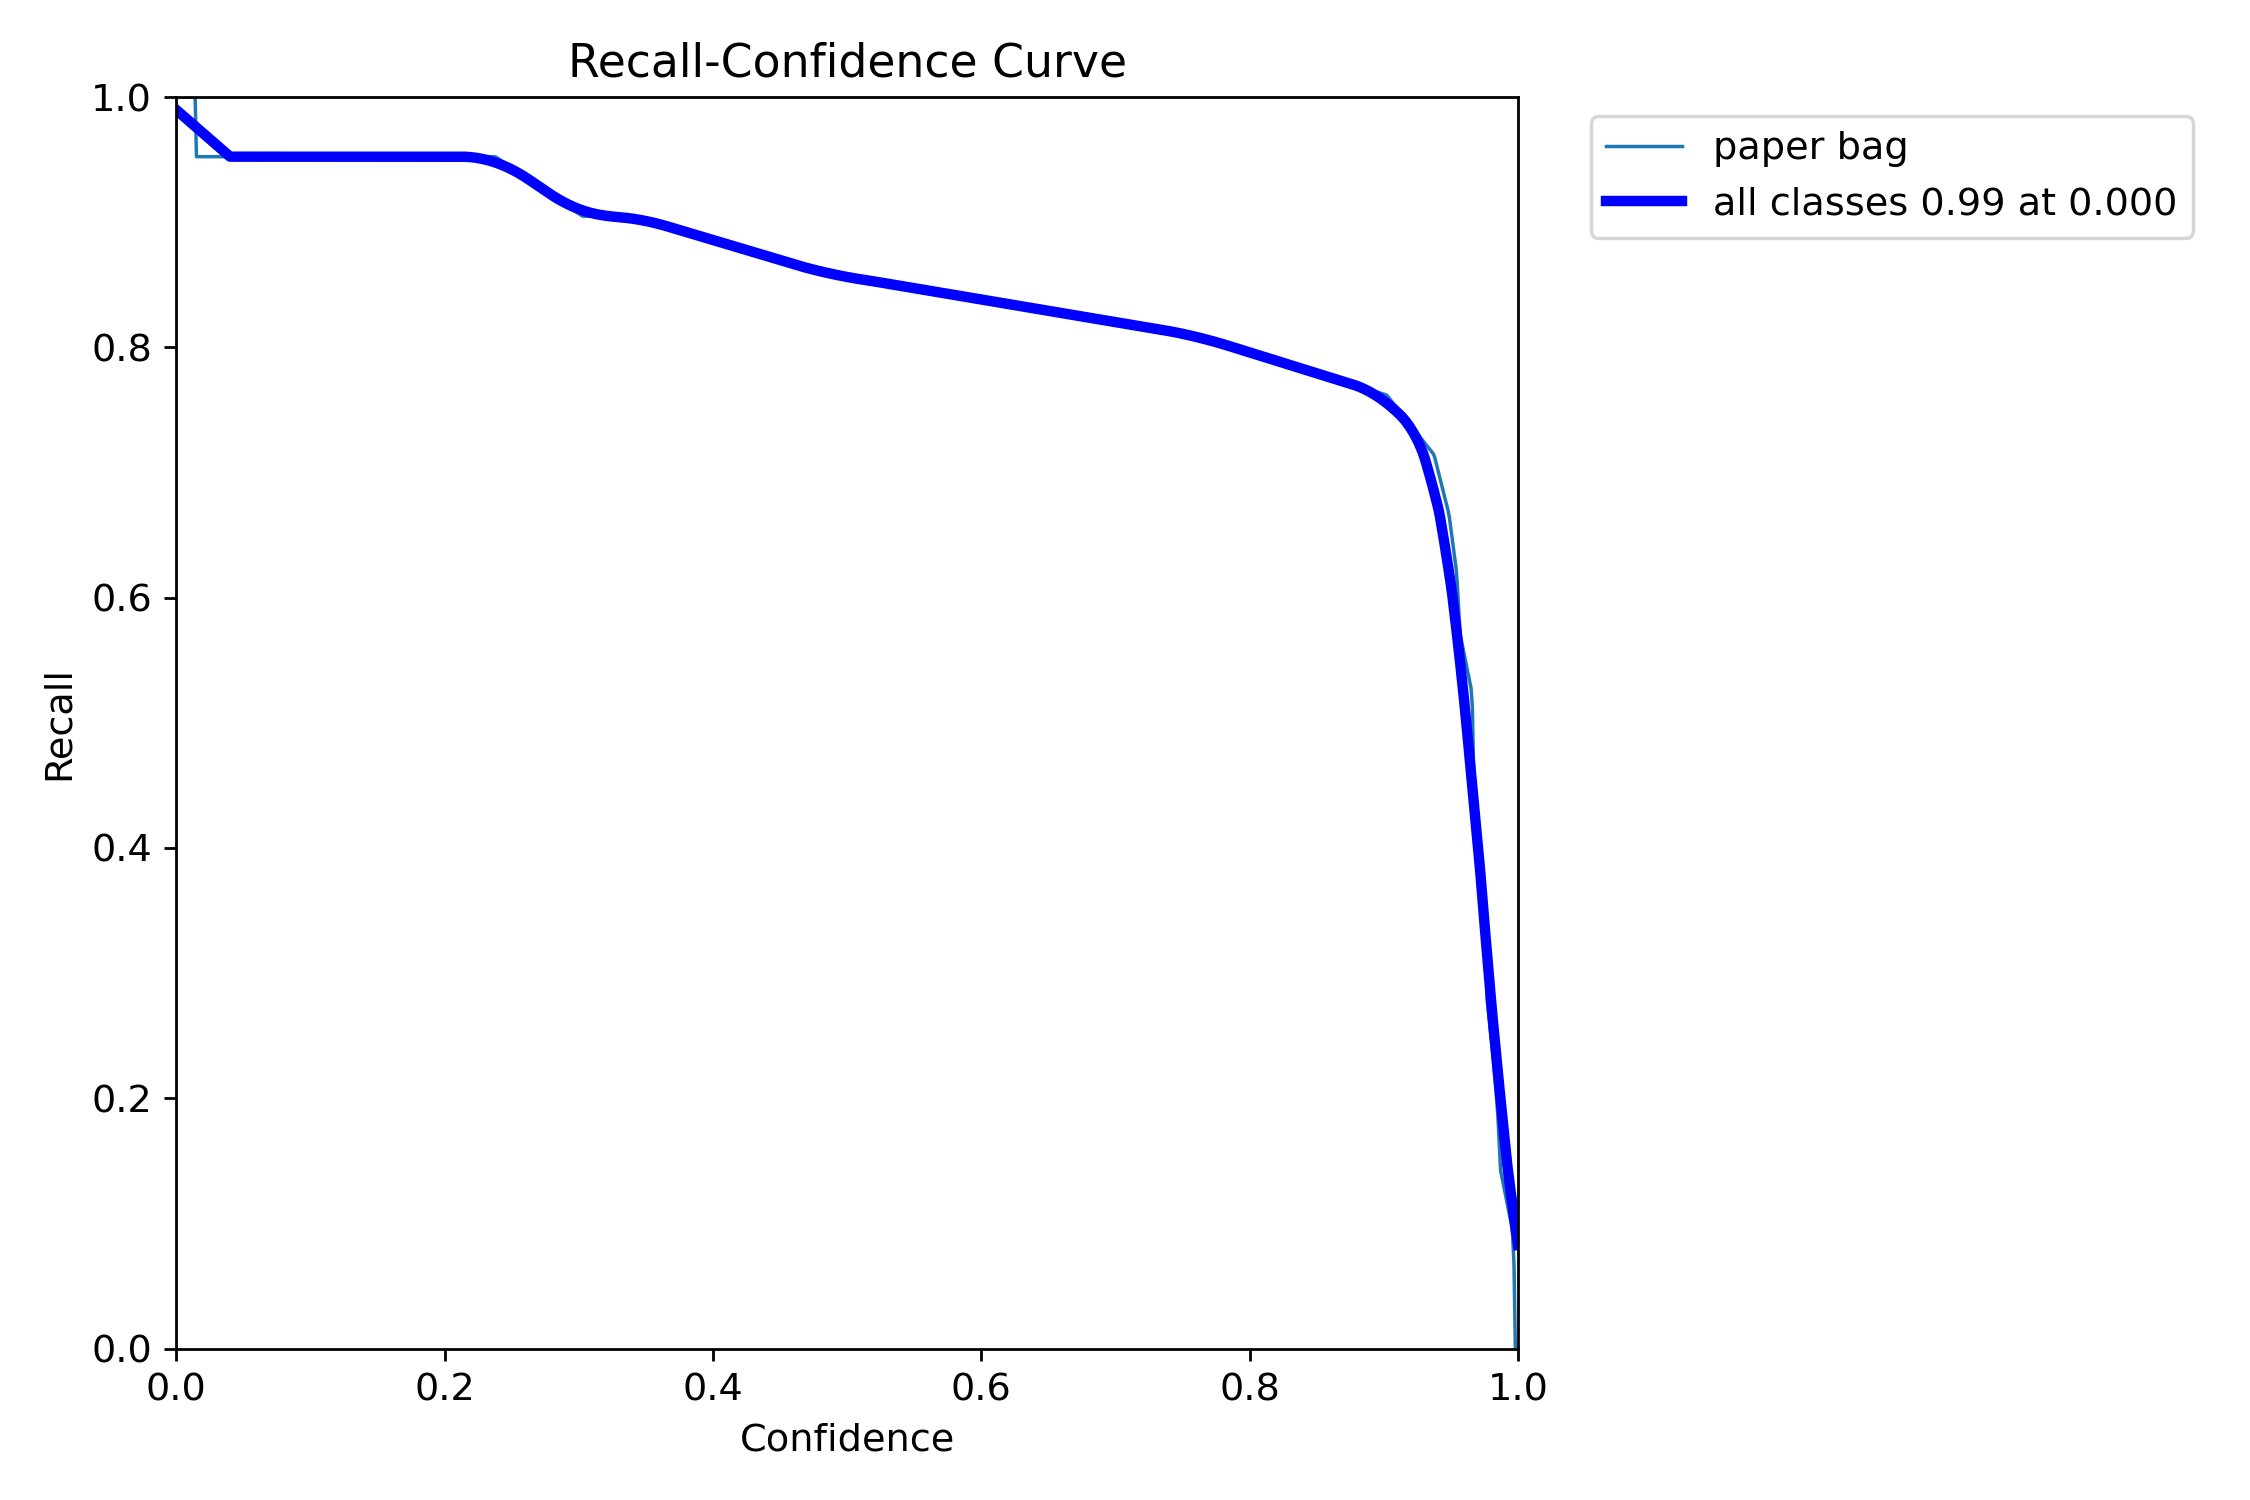 Recall-Confidence Curve
1.0
0.8
0.6
0.4
0.2
0.0
Recall
0.0 0.2 0.4 0.6 0.8 1.0
Confidence
paper bag
all classes 0.99 at 0.000